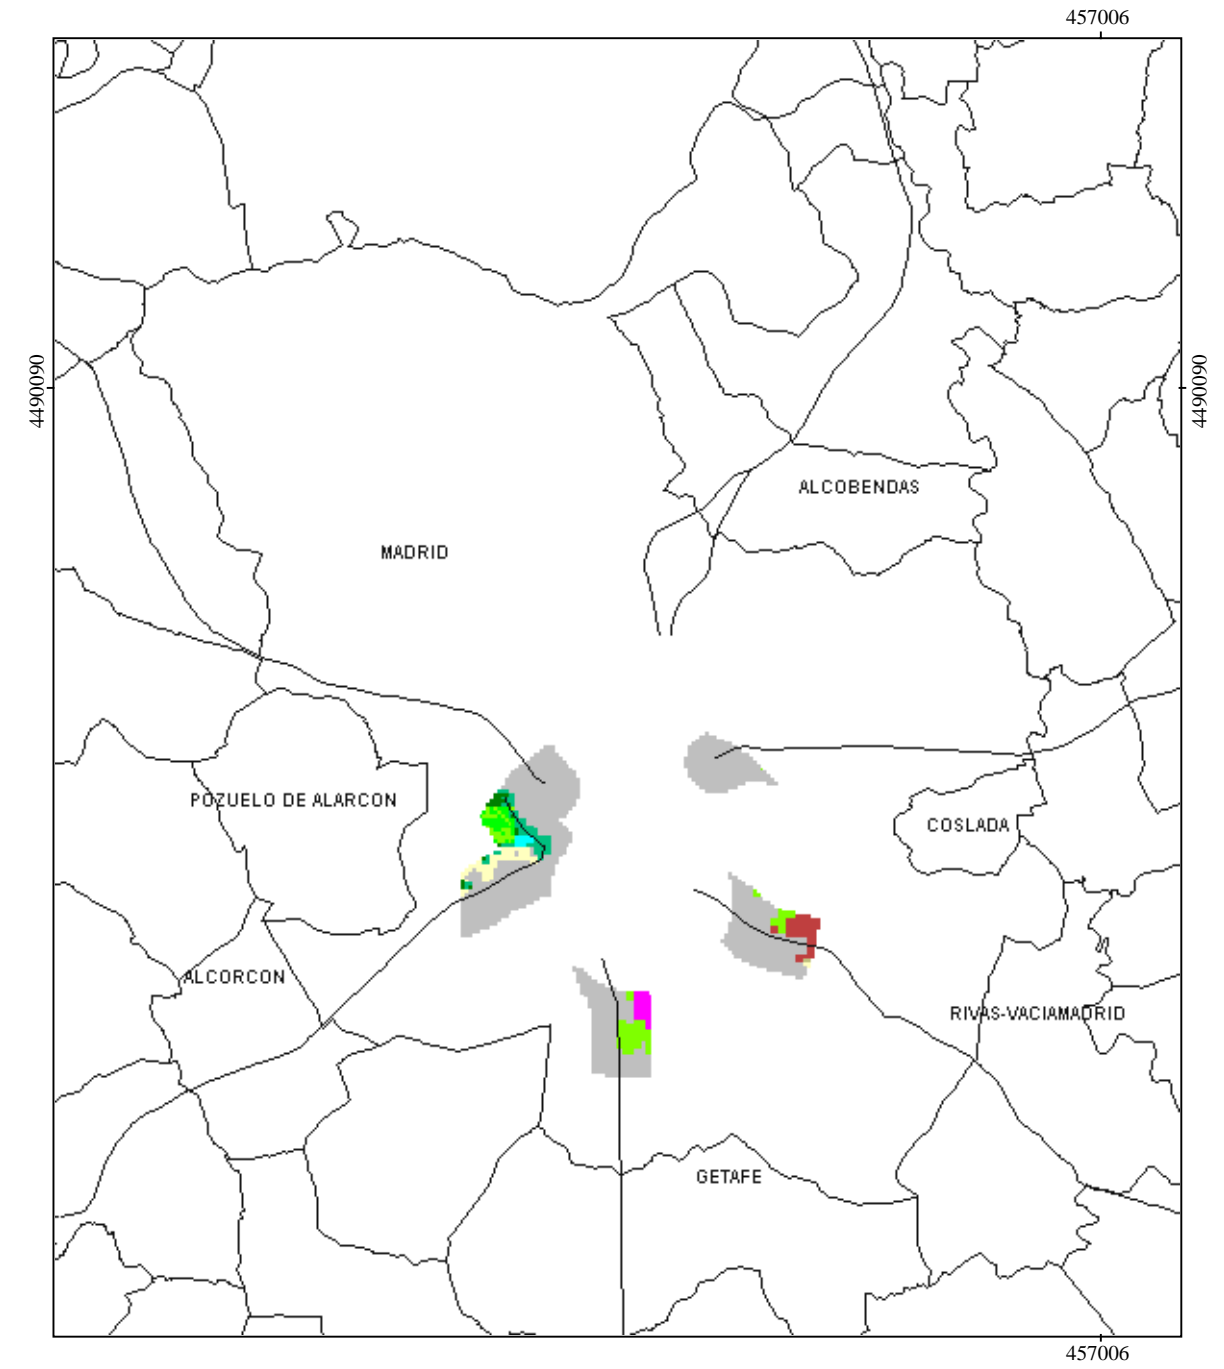 457006
4490090
4490090
ALCOBENDAS
MADRID
POZUELO DE ALARCON
COSLADA
ALCORCON
RIVAS-VACIAMADRID
GETAFE
457006